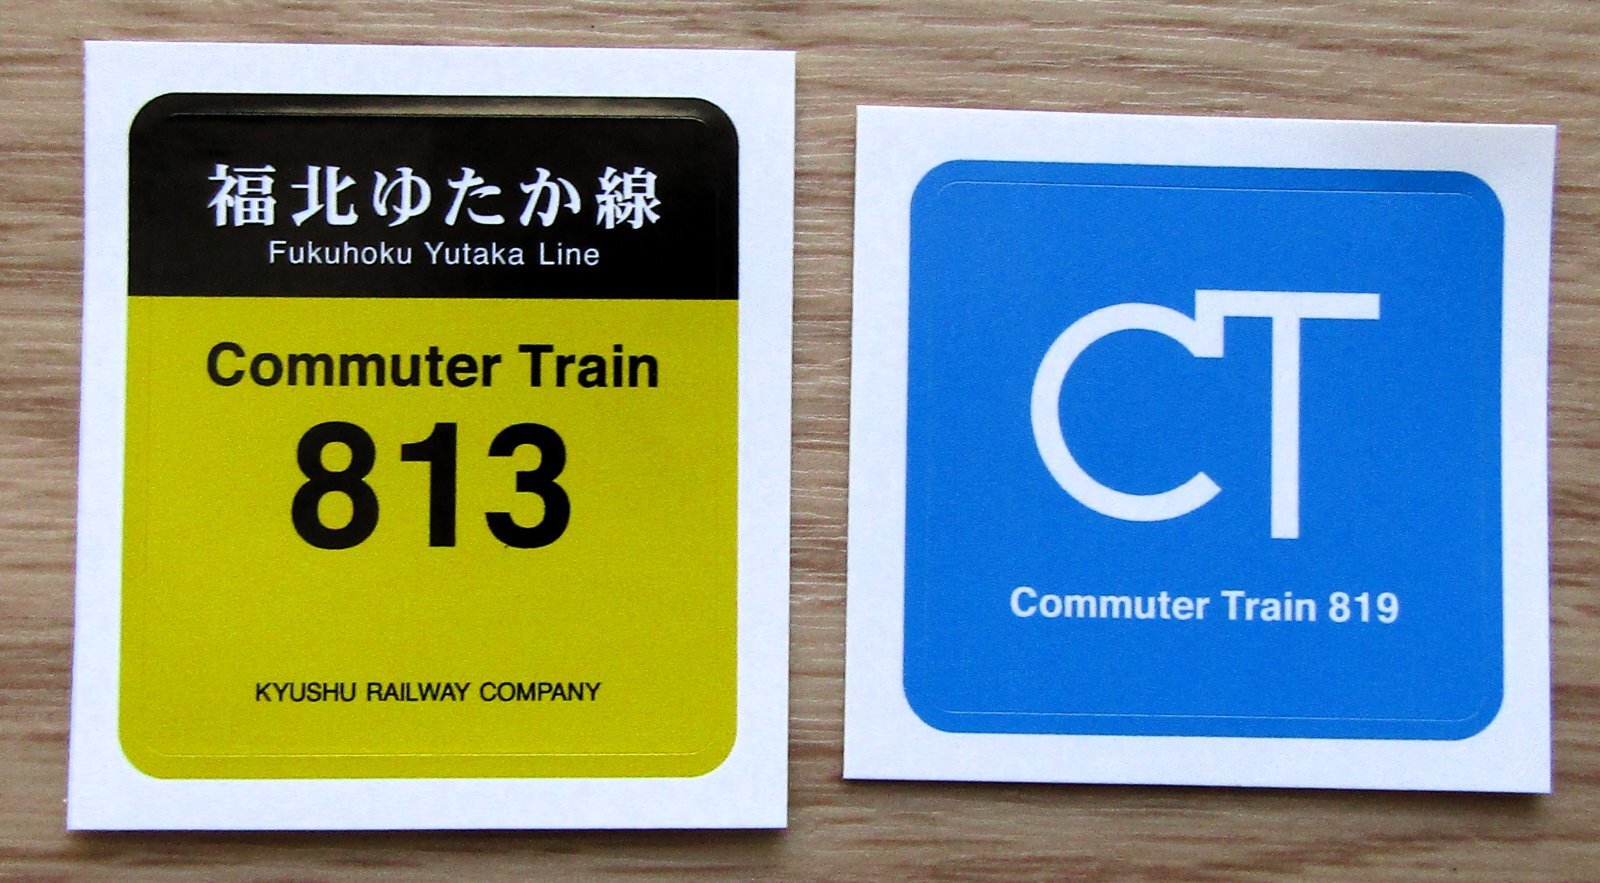 福北ゆたか線
Fukuhoku Yutaka Line
Commuter Train
813
KYUSHU RAILWAY COMPANY
CT
Commuter Train 819